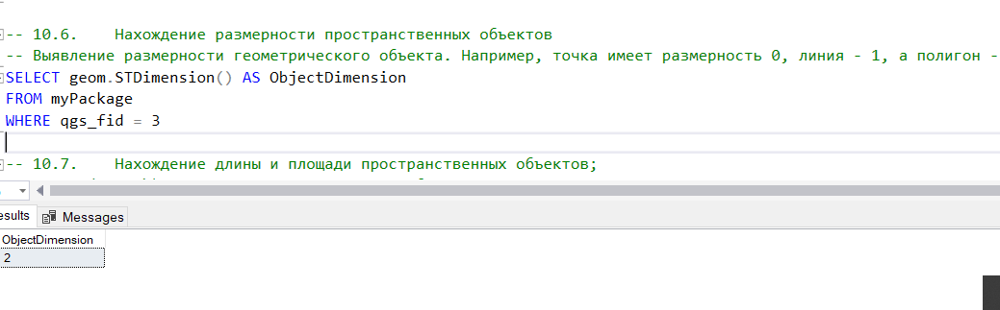 -- 10.6. Нахождение размерности пространственных объектов
-- Выявление размерности геометрического объекта. Например, точка имеет размерность 0, линия - 1, а полигон -
SELECT geom.STDimension() AS ObjectDimension
FROM myPackage
WHERE qgs_fid = 3
-- 10.7. Нахождение длины и площади пространственных объектов;
esults
Messages
ObjectDimension
2